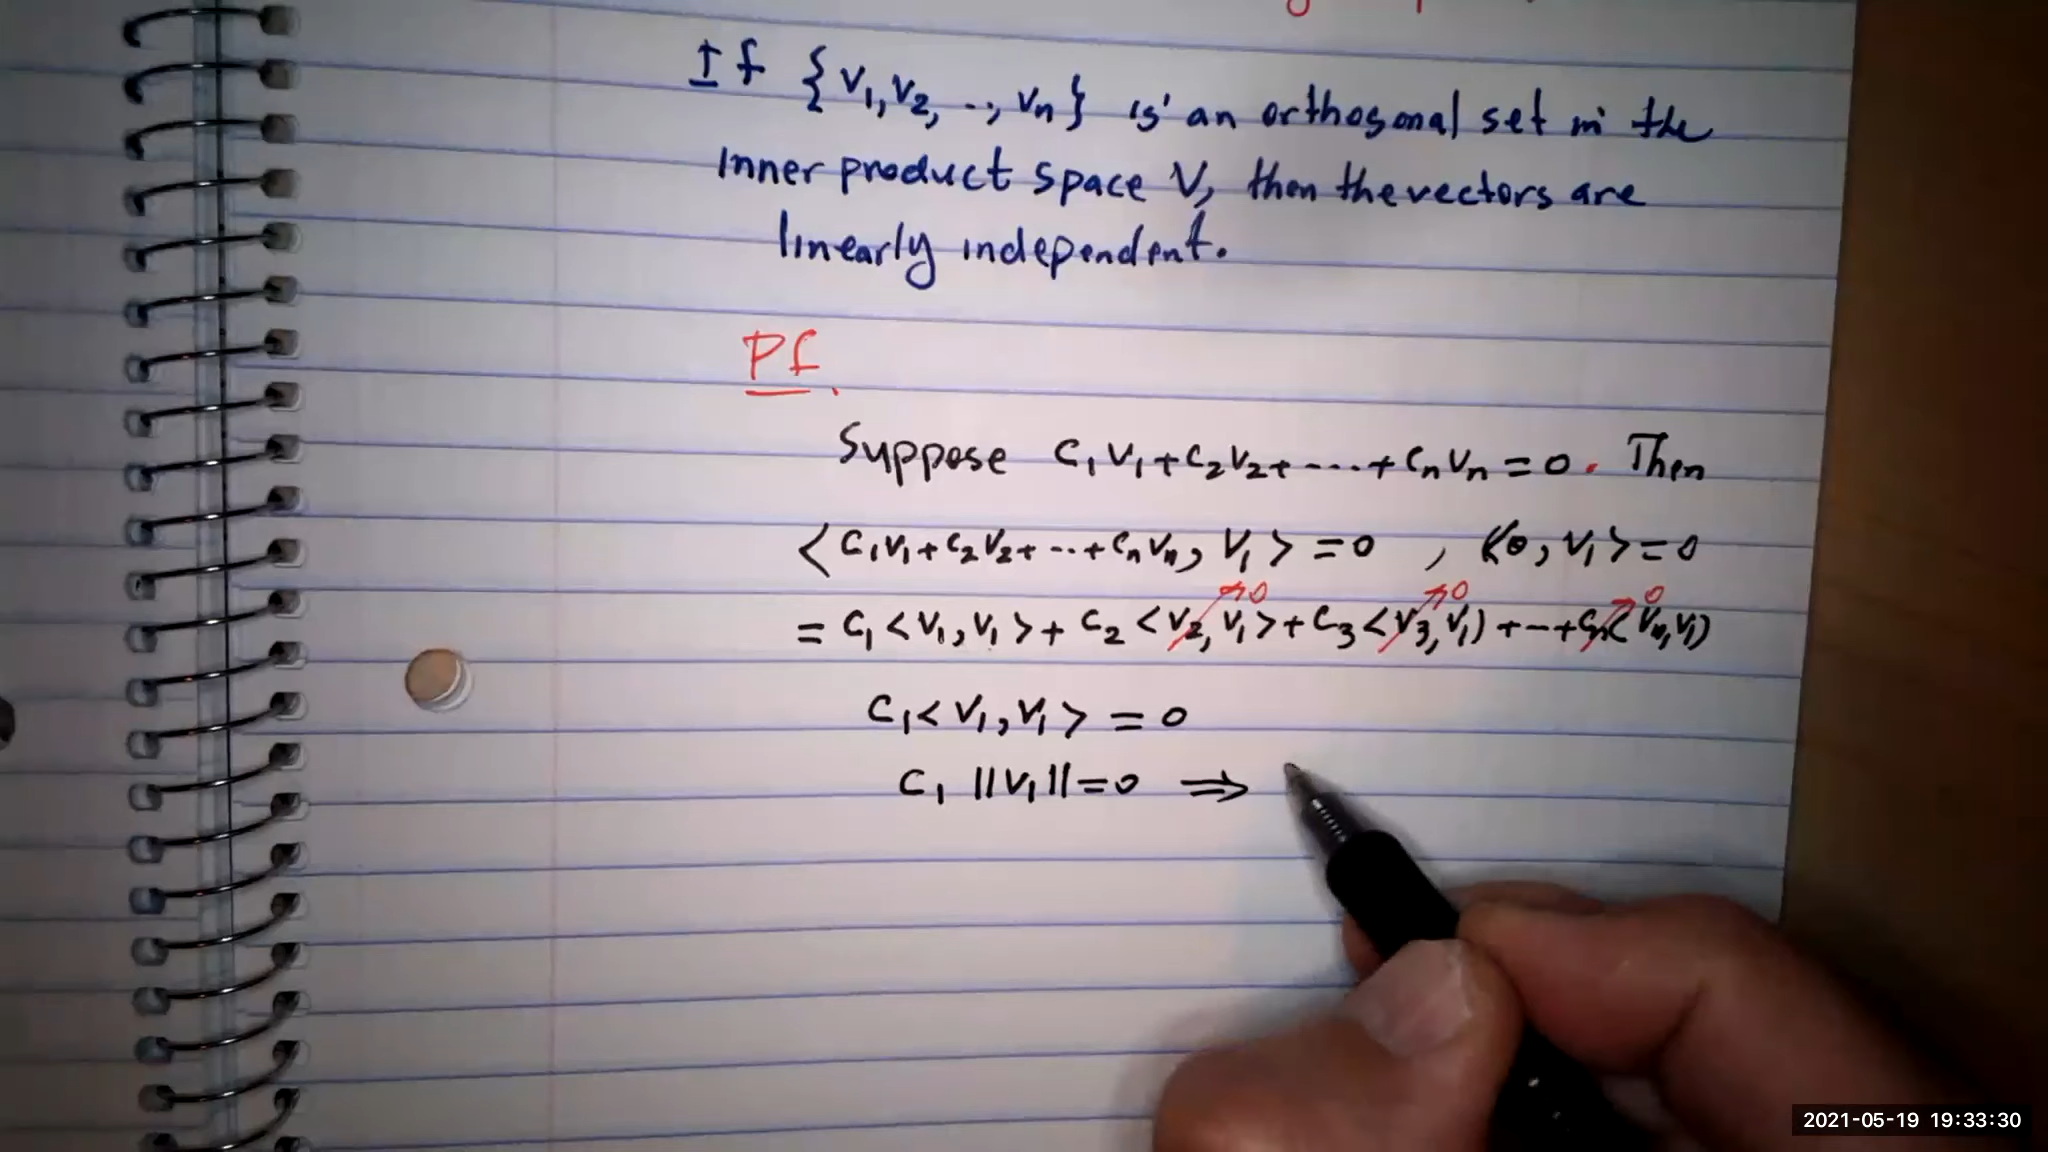 If {v₁, v₂, .., vₙ} is an orthogonal set in the
Inner product space V, then the vectors are
linearly independent.
Pf.
Suppose c₁v₁+c₂v₂+....+cₙvₙ=0. Then
<c₁v₁+c₂v₂+...+cₙvₙ, v₁> =0 , <0, v₁>=0
→0 →0 →0
= c₁<v₁,v₁>+ c₂<v₂,v₁>+c₃<v₃,v₁)+--+cₙ<vₙ,v₁)
c₁<v₁,v₁> =0
c₁ ||v₁||=0 ⇒
2021-05-19 19:33:30